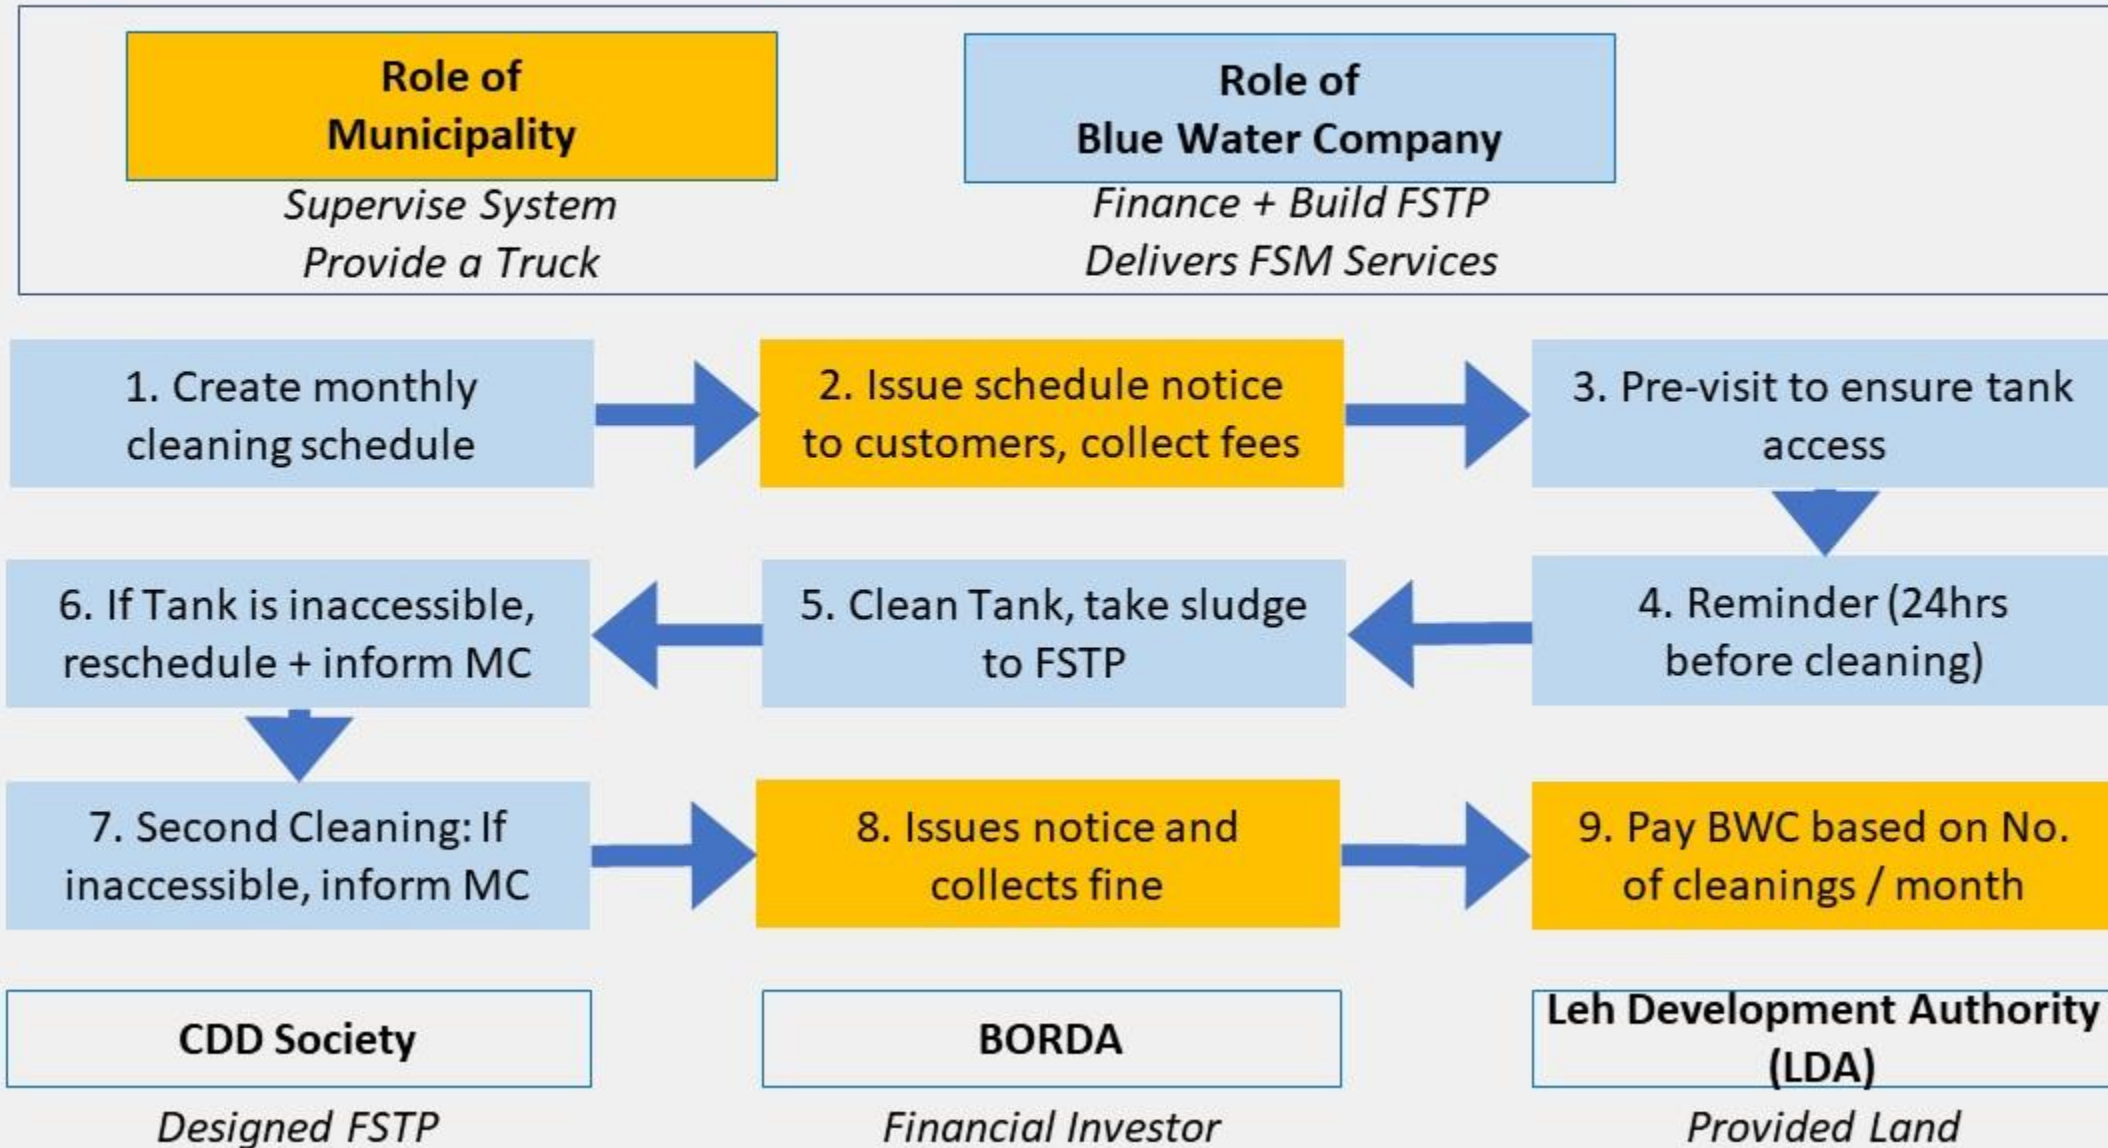 Role of
Municipality
Supervise System
Provide a Truck
Role of
Blue Water Company
Finance + Build FSTP
Delivers FSM Services
1. Create monthly
cleaning schedule
2. Issue schedule notice
to customers, collect fees
3. Pre-visit to ensure tank
access
4. Reminder (24hrs
before cleaning)
5. Clean Tank, take sludge
to FSTP
6. If Tank is inaccessible,
reschedule + inform MC
7. Second Cleaning: If
inaccessible, inform MC
8. Issues notice and
collects fine
9. Pay BWC based on No.
of cleanings / month
CDD Society
Designed FSTP
BORDA
Financial Investor
Leh Development Authority
(LDA)
Provided Land